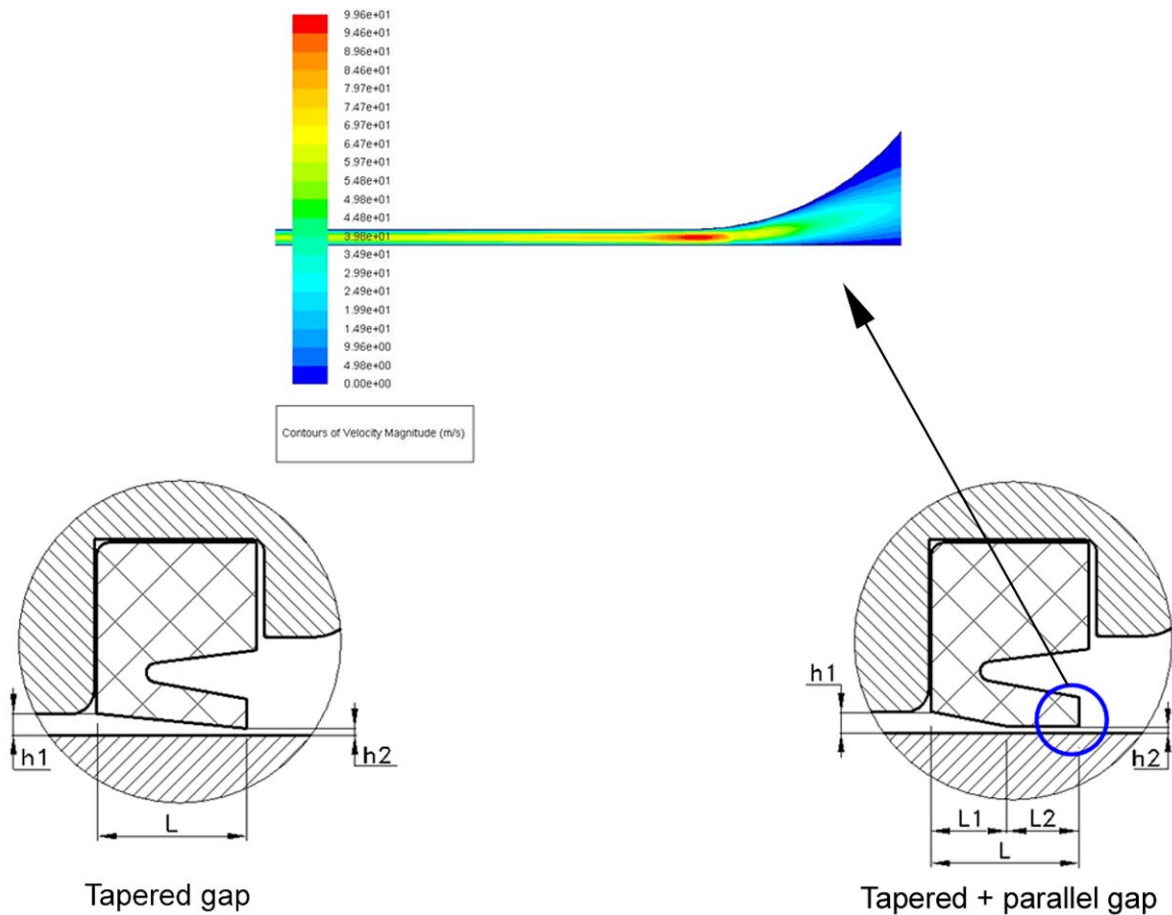 9.96e+01
9.46e+01
8.96e+01
8.46e+01
7.97e+01
7.47e+01
6.97e+01
6.47e+01
5.97e+01
5.48e+01
4.98e+01
4.48e+01
3.98e+01
3.49e+01
2.99e+01
2.49e+01
1.99e+01
1.49e+01
9.96e+00
4.98e+00
0.00e+00
Contours of Velocity Magnitude (m/s)
h1
h2
L
Tapered gap
h1
h2
L1 L2
L
Tapered + parallel gap